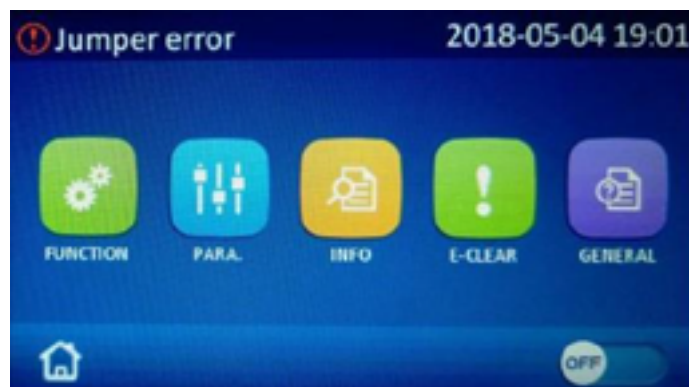 Jumper error
2018-05-04 19:01
FUNCTION
PARA.
INFO
E-CLEAR
GENERAL
OFF